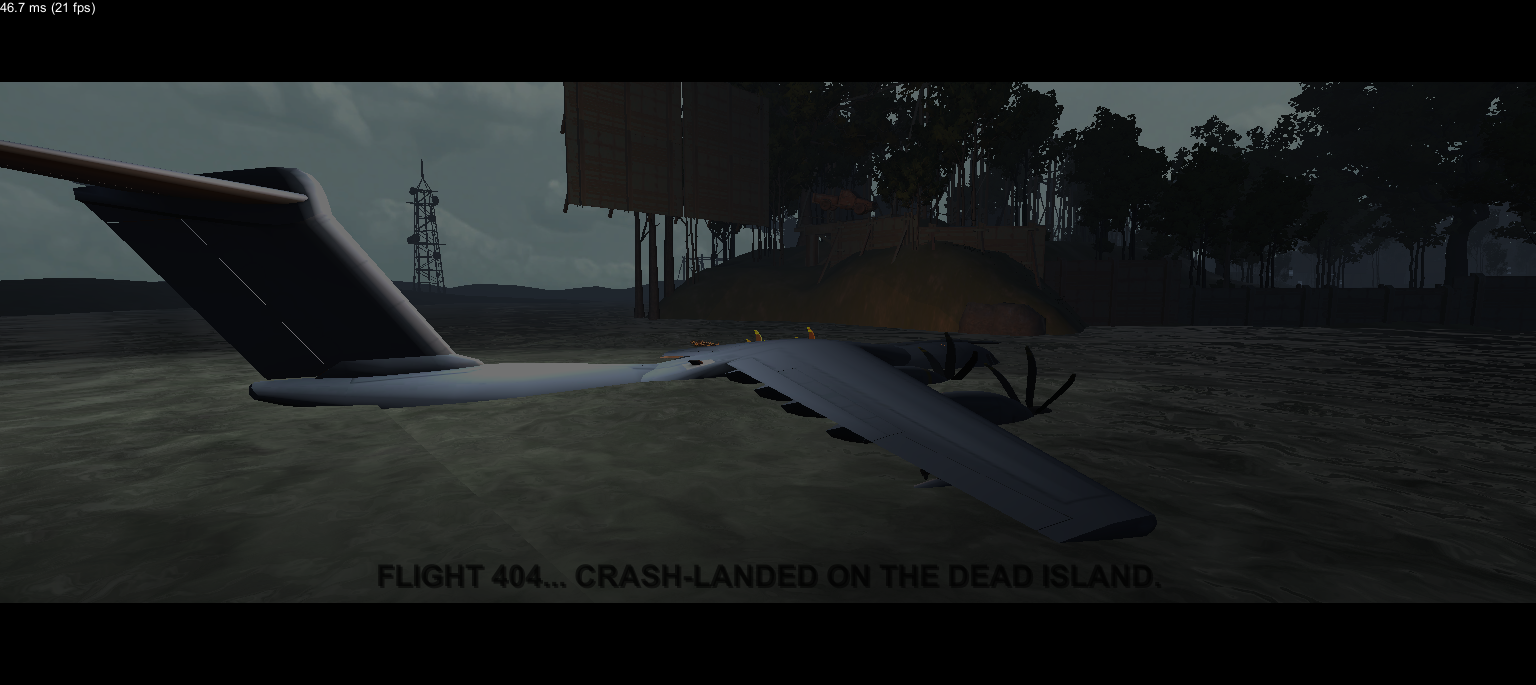 46.7 ms (21 fps)
FLIGHT 404... CRASH-LANDED ON THE DEAD ISLAND.